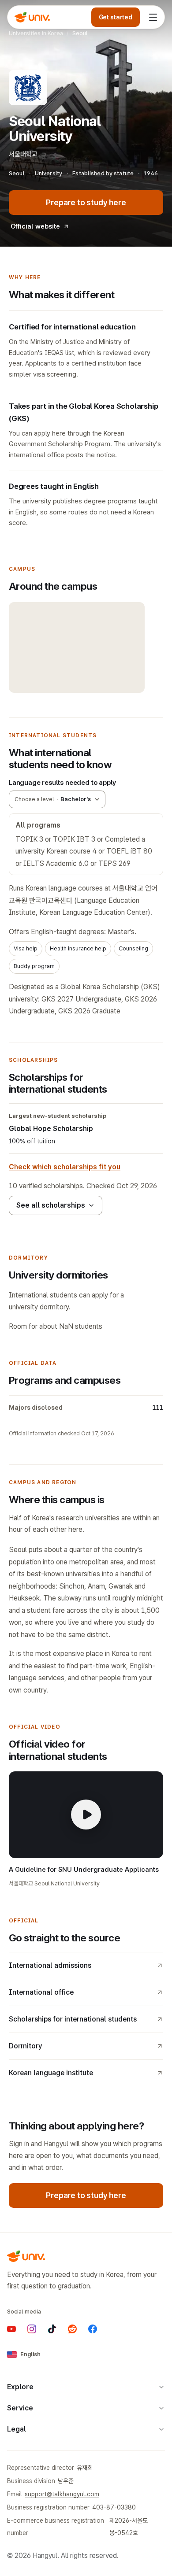 univ.
Get started
Universities in Korea
Seoul
Seoul National
University
서울대학교
Seoul University Established by statute 1946
Prepare to study here
Official website
WHY HERE
What makes it different
Certified for international education
On the Ministry of Justice and Ministry of
Education's IEQAS list, which is reviewed every
year. Applicants to a certified institution face
simpler visa screening.
Takes part in the Global Korea Scholarship
(GKS)
You can apply here through the Korean
Government Scholarship Program. The university's
international office posts the notice.
Degrees taught in English
The university publishes degree programs taught
in English, so some routes do not need a Korean
score.
CAMPUS
Around the campus
INTERNATIONAL STUDENTS
What international
students need to know
Language results needed to apply
Choose a level · Bachelor's
All programs
TOPIK 3 or TOPIK IBT 3 or Completed a
university Korean course 4 or TOEFL iBT 80
or IELTS Academic 6.0 or TEPS 269
Runs Korean language courses at 서울대학교 언어
교육원 한국어교육센터 (Language Education
Institute, Korean Language Education Center).
Offers English-taught degrees: Master's.
Visa help
Health insurance help
Counseling
Buddy program
Designated as a Global Korea Scholarship (GKS)
university: GKS 2027 Undergraduate, GKS 2026
Undergraduate, GKS 2026 Graduate
SCHOLARSHIPS
Scholarships for
international students
Largest new-student scholarship
Global Hope Scholarship
100% off tuition
Check which scholarships fit you
10 verified scholarships. Checked Oct 29, 2026
See all scholarships
DORMITORY
University dormitories
International students can apply for a
university dormitory.
Room for about NaN students
OFFICIAL DATA
Programs and campuses
Majors disclosed 111
Official information checked Oct 17, 2026
CAMPUS AND REGION
Where this campus is
Half of Korea's research universities are within an
hour of each other here.
Seoul puts about a quarter of the country's
population into one metropolitan area, and most
of its best-known universities into a handful of
neighborhoods: Sinchon, Anam, Gwanak and
Heukseok. The subway runs until roughly midnight
and a student fare across the city is about 1,500
won, so where you live and where you study do
not have to be the same district.
It is the most expensive place in Korea to rent
and the easiest to find part-time work, English-
language services, and other people from your
own country.
OFFICIAL VIDEO
Official video for
international students
A Guideline for SNU Undergraduate Applicants
서울대학교 Seoul National University
OFFICIAL
Go straight to the source
International admissions
International office
Scholarships for international students
Dormitory
Korean language institute
Thinking about applying here?
Sign in and Hangyul will show you which programs
here are open to you, what documents you need,
and in what order.
Prepare to study here
univ.
Everything you need to study in Korea, from your
first question to graduation.
Social media
English
Explore
Service
Legal
Representative director 유재희
Business division 남우준
Email support@talkhangyul.com
Business registration number 403-87-03380
E-commerce business registration 제2026-서울도
number 봉-0542호
© 2026 Hangyul. All rights reserved.